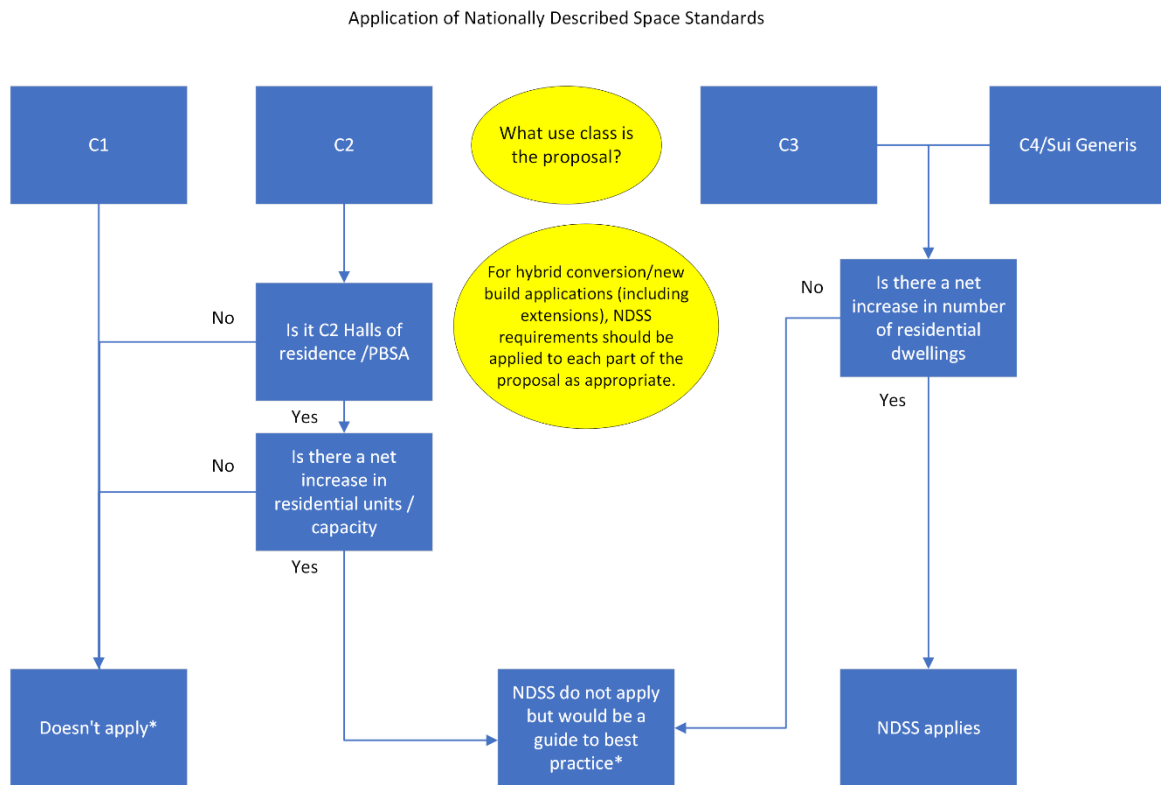 Application of Nationally Described Space Standards
C1
C2
What use class is
the proposal?
C3
C4/Sui Generis
For hybrid conversion/new
build applications (including
extensions), NDSS
requirements should be
applied to each part of the
proposal as appropriate.
No
Is it C2 Halls of
residence /PBSA
Yes
No
Is there a net
increase in number
of residential
dwellings
Yes
No
Is there a net
increase in
residential units /
capacity
Yes
Doesn't apply*
NDSS do not apply
but would be a
guide to best
practice*
NDSS applies